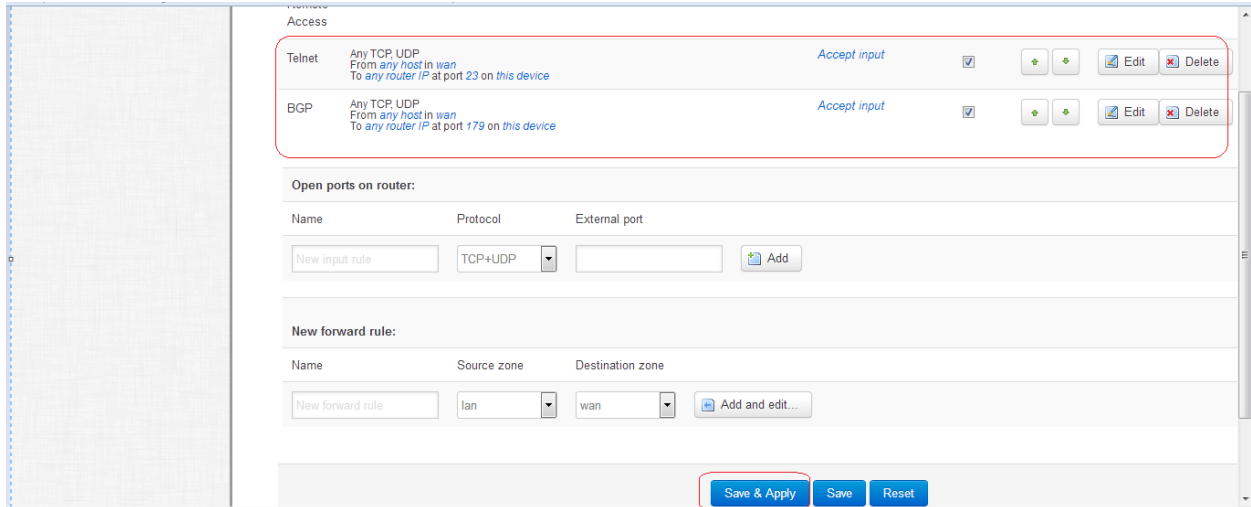 Remote
Access
Telnet
Any TCP, UDP
From any host in wan
To any router IP at port 23 on this device
Accept input
Edit
Delete
BGP
Any TCP, UDP
From any host in wan
To any router IP at port 179 on this device
Accept input
Edit
Delete
Open ports on router:
Name Protocol External port
New input rule TCP+UDP Add
New forward rule:
Name Source zone Destination zone
New forward rule lan wan Add and edit...
Save & Apply Save Reset